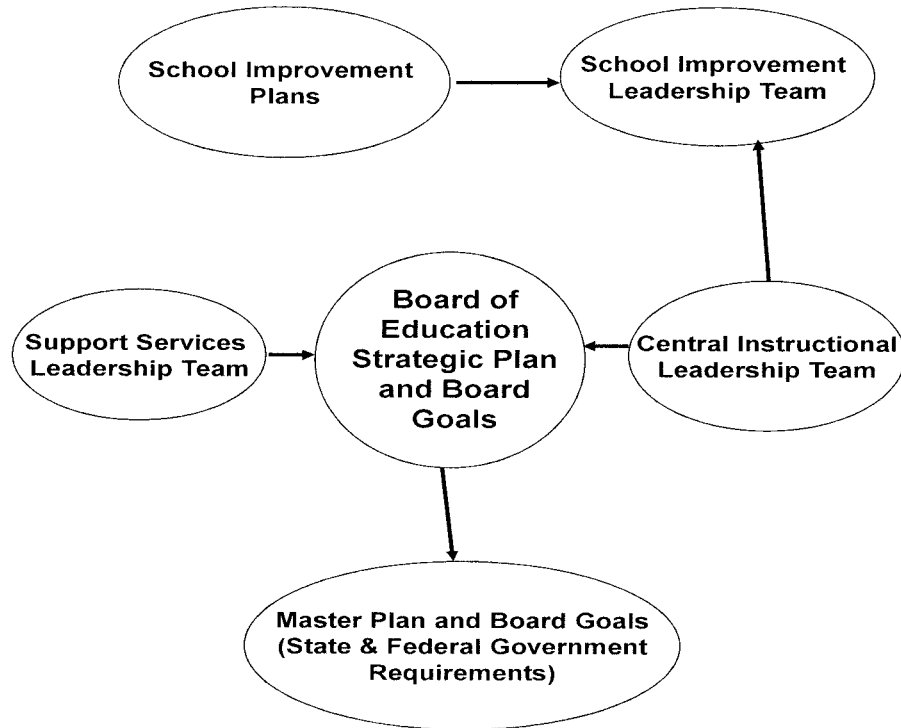 School Improvement
Plans
School Improvement
Leadership Team
Support Services
Leadership Team
Board of
Education
Strategic Plan
and Board
Goals
Central Instructional
Leadership Team
Master Plan and Board Goals
(State & Federal Government
Requirements)